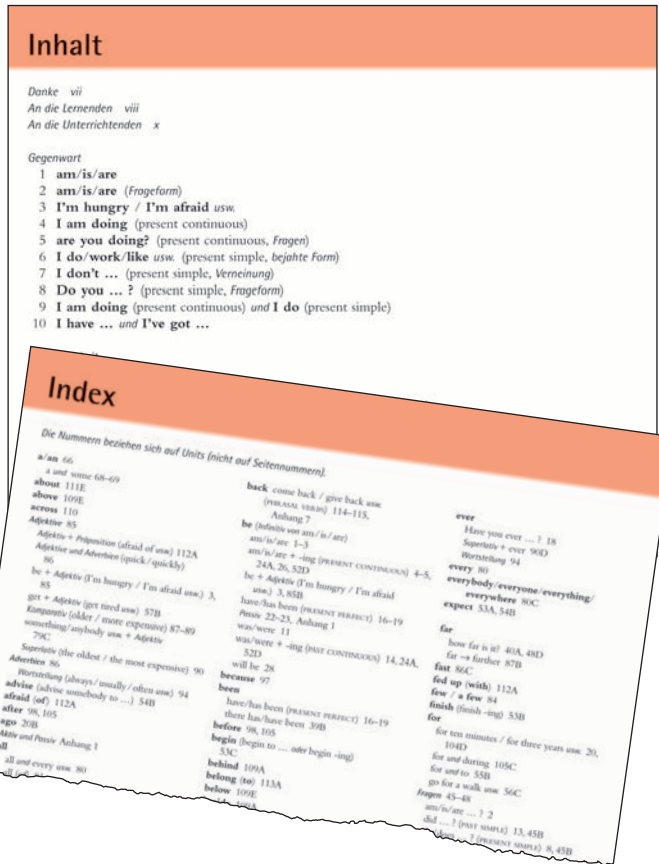 Inhalt
Danke vii
An die Lernenden viii
An die Unterrichtenden x
Gegenwart
1 am/is/are
2 am/is/are (Frageform)
3 I'm hungry / I'm afraid usw.
4 I am doing (present continuous)
5 are you doing? (present continuous, Fragen)
6 I do/work/like usw. (present simple, bejahte Form)
7 I don't ... (present simple, Verneinung)
8 Do you ... ? (present simple, Frageform)
9 I am doing (present continuous) und I do (present simple)
10 I have ... und I've got ...
Index
Die Nummern beziehen sich auf Units (nicht auf Seitennummern).
a/an 66
a und some 68–69
about 111E
above 109E
across 110
Adjektive 85
Adjektiv + Präposition (afraid of usw.) 112A
Adjektive und Adverbien (quick/quickly)
86
be + Adjektiv (I'm hungry / I'm afraid usw.) 3,
85
get + Adjektiv (get tired usw.) 57B
Komparativ (older / more expensive) 87–89
something/anybody usw. + Adjektiv
79C
Superlativ (the oldest / the most expensive) 90
Adverbien 86
Wortstellung (always/usually/often usw.) 94
advise (advise somebody to ...) 54B
afraid (of) 112A
after 98, 105
ago 20B
Aktiv und Passiv Anhang 1
all
all und every usw. 80
back come back / give back usw.
(PHRASAL VERBS) 114–115,
Anhang 7
be (Infinitiv von am/is/are)
am/is/are 1–3
am/is/are + -ing (PRESENT CONTINUOUS) 4–5,
24A, 26, 52D
be + Adjektiv (I'm hungry / I'm afraid
usw.) 3, 85B
have/has been (PRESENT PERFECT) 16–19
Passiv 22–23, Anhang 1
was/were 11
was/were + -ing (PAST CONTINUOUS) 14, 24A,
52D
will be 28
because 97
been
have/has been (PRESENT PERFECT) 16–19
there has/have been 39B
before 98, 105
begin (begin to ... oder begin -ing)
53C
behind 109A
belong (to) 113A
below 109E
109A
ever
Have you ever ... ? 18
Superlativ + ever 90D
Wortstellung 94
every 80
everybody/everyone/everything/
everywhere 80C
expect 53A, 54B
far
how far is it? 40A, 48D
far → further 87B
fast 86C
fed up (with) 112A
few / a few 84
finish (finish -ing) 53B
for
for ten minutes / for three years usw. 20,
104D
for und during 105C
for und to 55B
go for a walk usw. 56C
Fragen 45–48
am/is/are ... ? 2
did ... ? (PAST SIMPLE) 13, 45B
... ? (PRESENT SIMPLE) 8, 45B